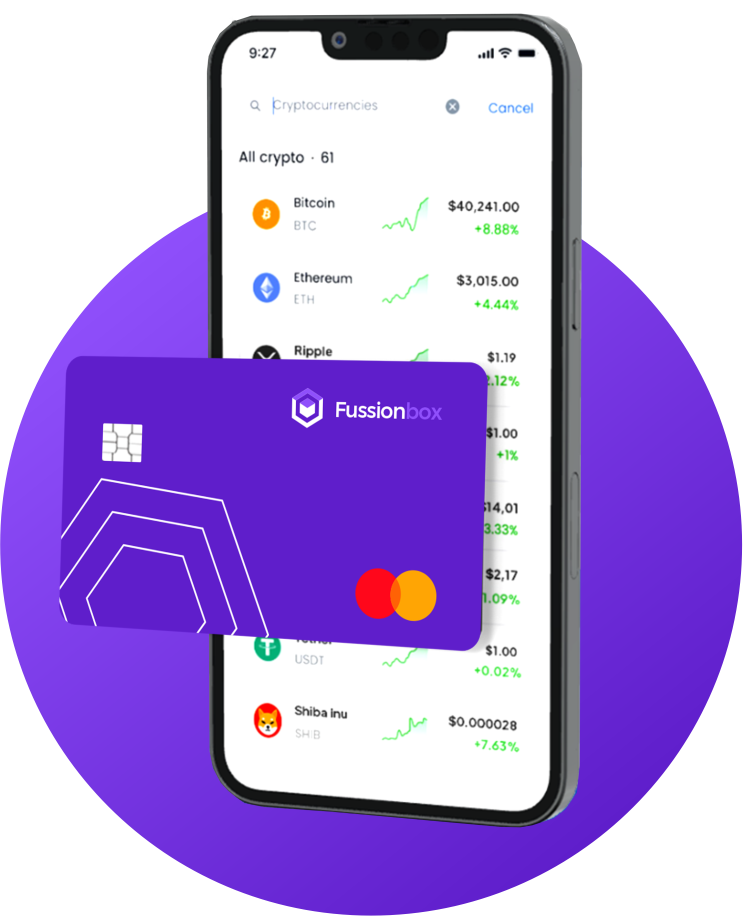 9:27
Cryptocurrencies
Cancel
All crypto · 61
Bitcoin
$40,241.00
BTC
+8.88%
Ethereum
$3,015.00
ETH
+4.44%
Ripple
$1.19
.12%
Fussionbox
$1.00
+1%
$14,01
3.33%
$2,17
1.09%
Tether
$1.00
USDT
+0.02%
Shiba inu
$0.000028
SHIB
+7.63%